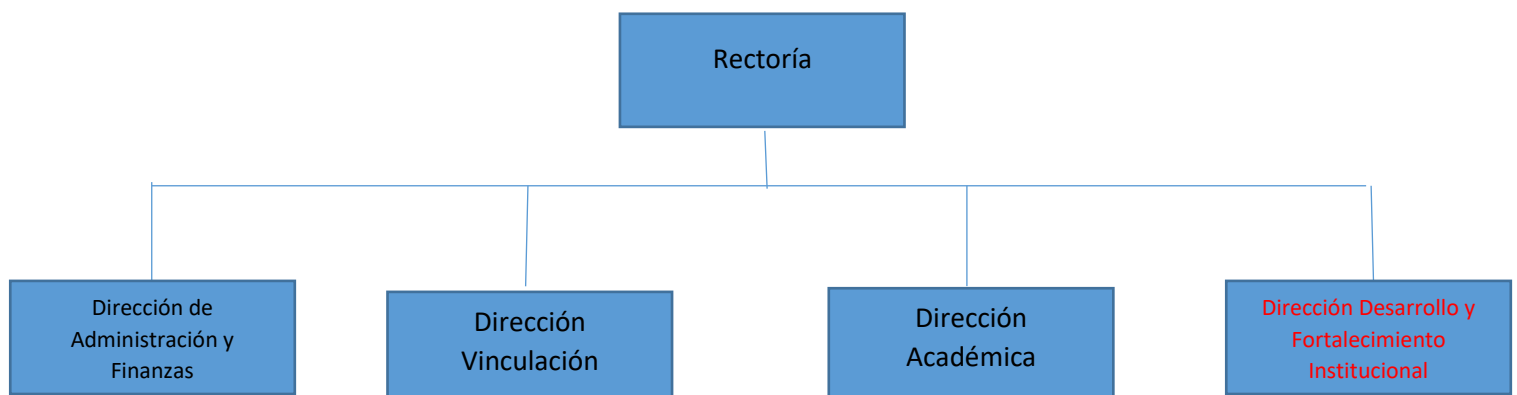 Rectoría
Dirección de
Administración y
Finanzas
Dirección
Vinculación
Dirección
Académica
Dirección Desarrollo y
Fortalecimiento
Institucional